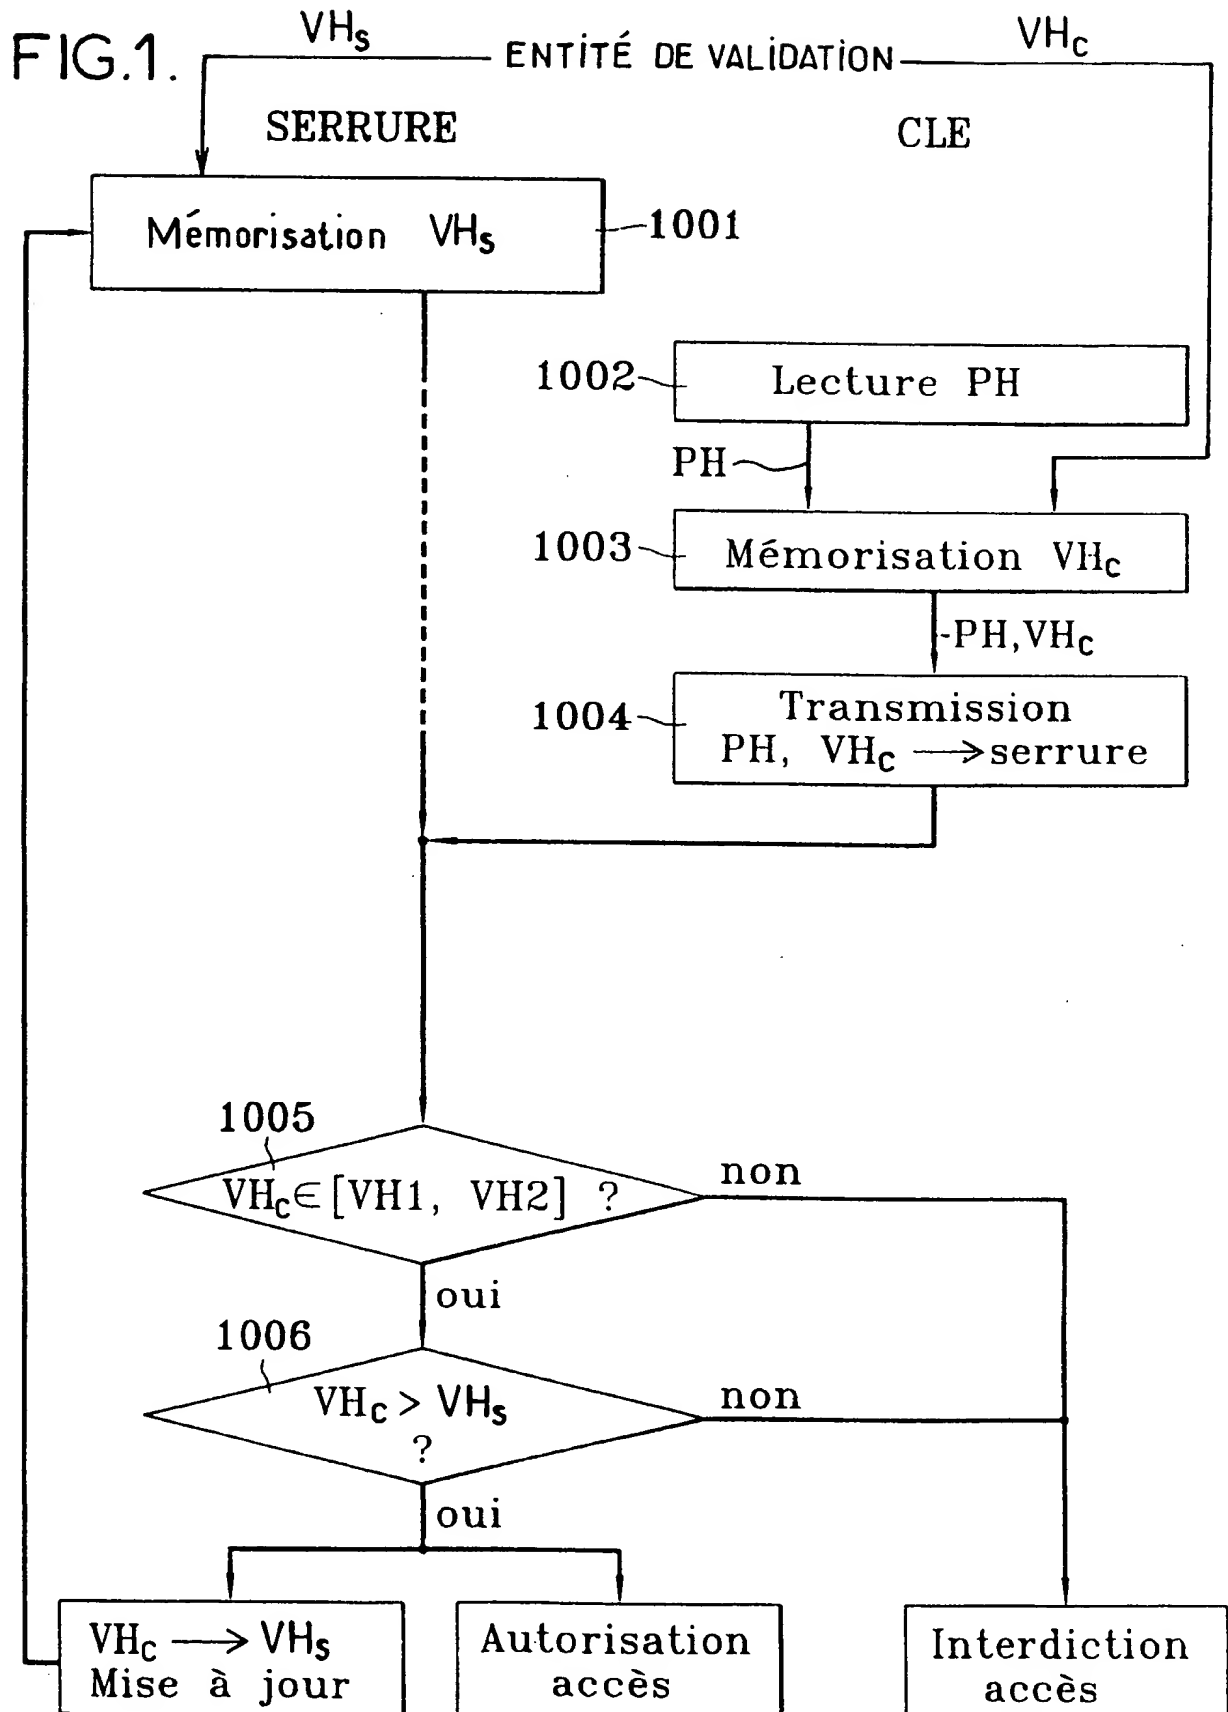 FIG.1.
VHs
ENTITÉ DE VALIDATION
VHc
SERRURE
CLE
Mémorisation VHs
1001
1002
Lecture PH
PH
1003
Mémorisation VHc
PH, VHc
1004
Transmission
PH, VHc → serrure
1005
VHc ∈ [VH1, VH2] ?
non
oui
1006
VHc > VHs
?
non
oui
VHc → VHs
Mise à jour
Autorisation
accès
Interdiction
accès